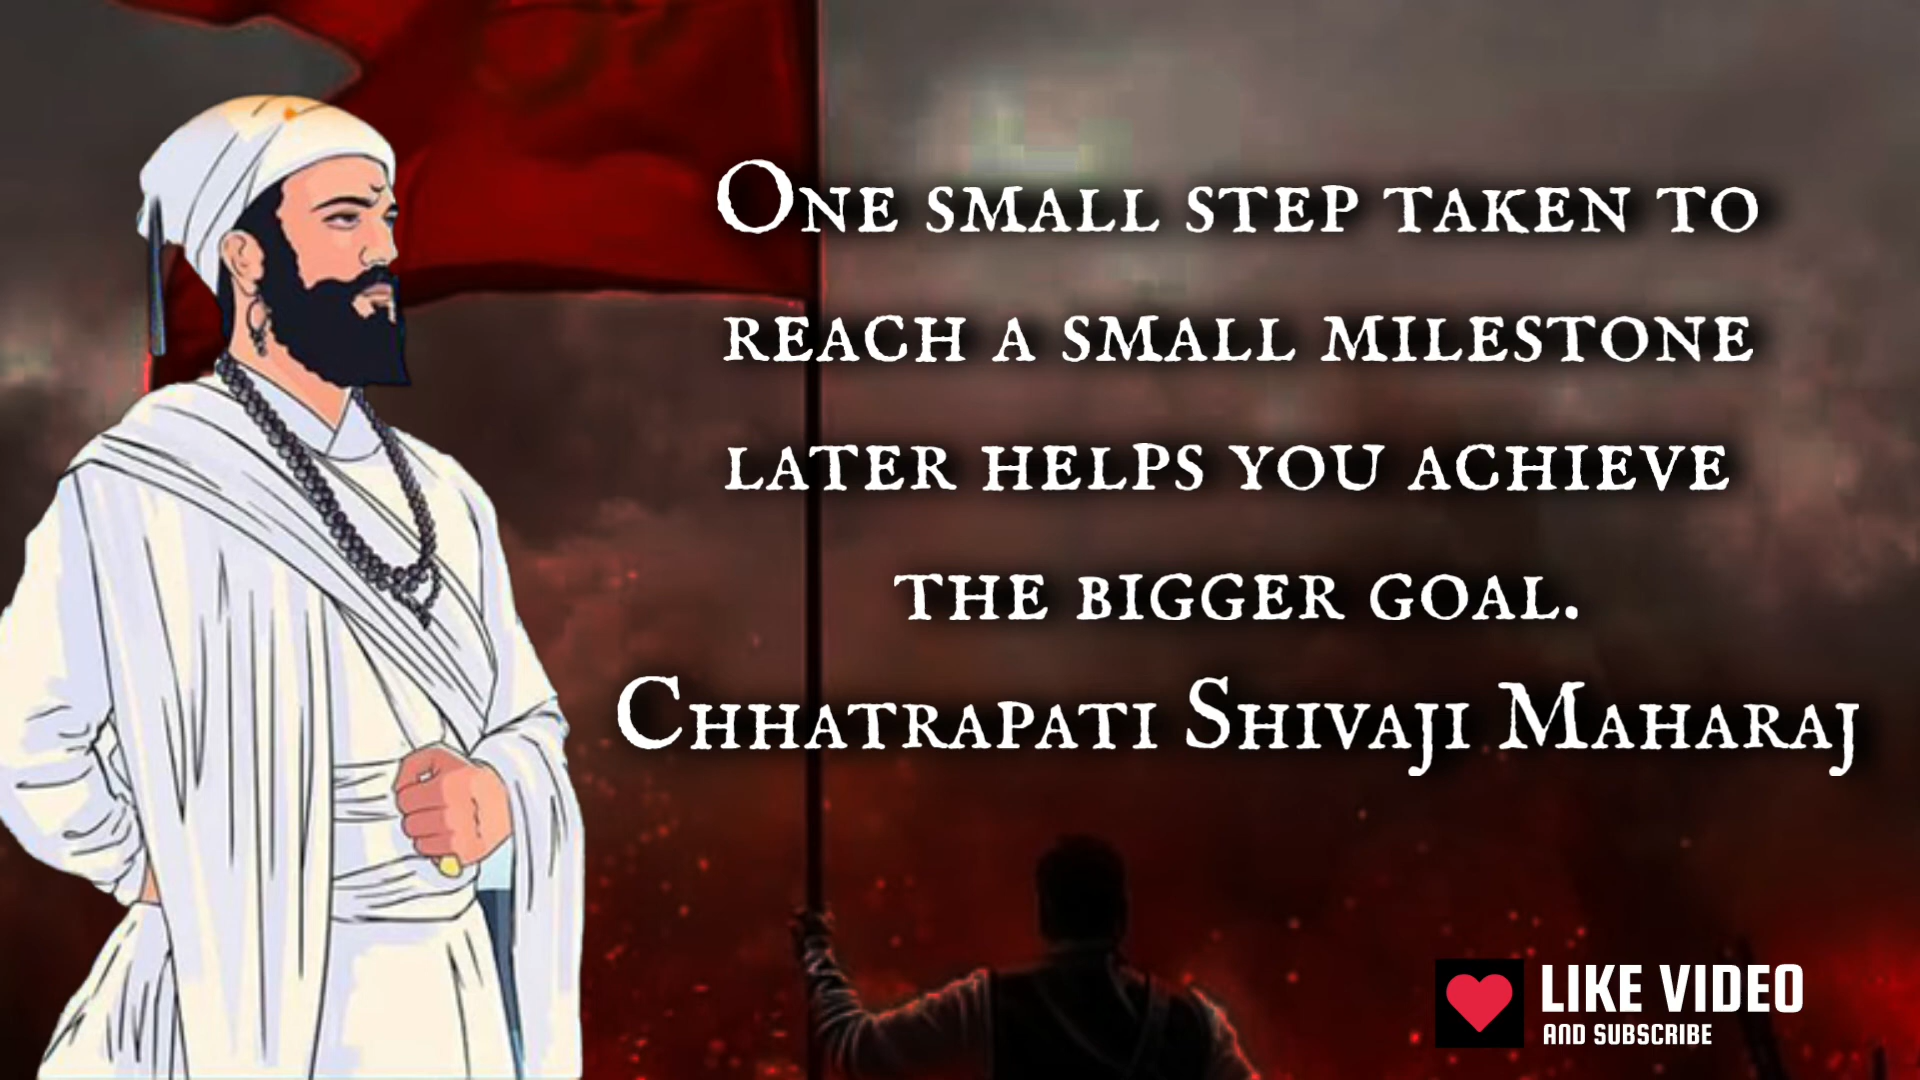 One small step taken to
reach a small milestone
later helps you achieve
the bigger goal.
Chhatrapati Shivaji Maharaj
LIKE VIDEO
AND SUBSCRIBE